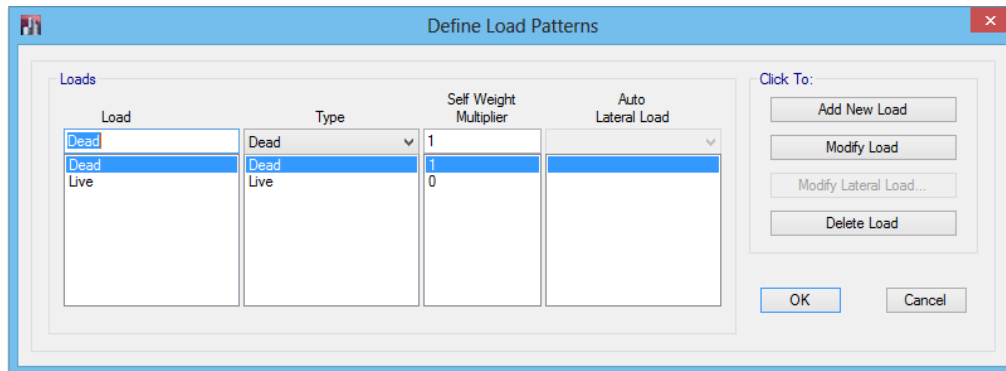 Define Load Patterns
Loads
Click To:
Load
Type
Self Weight
Multiplier
Auto
Lateral Load
Dead
Dead
1
Dead
Dead
1
Live
Live
0
Add New Load
Modify Load
Modify Lateral Load...
Delete Load
OK
Cancel